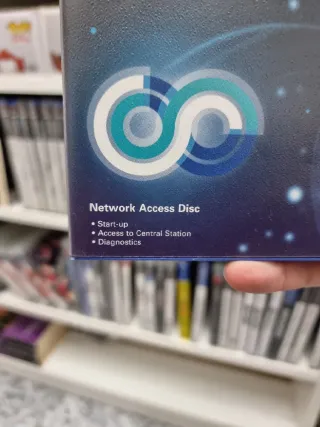 Network Access Disc
• Start-up
• Access to Central Station
• Diagnostics